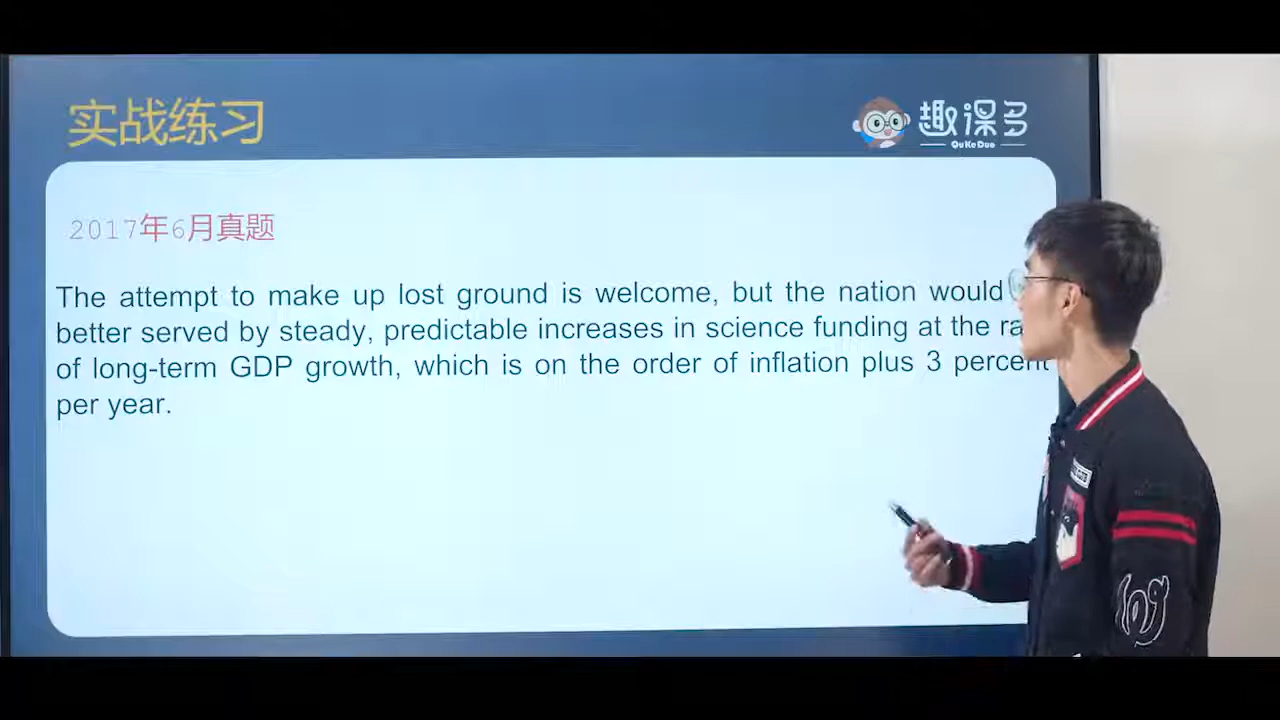 实战练习
趣课多
QuKeDuo
2017年6月真题
The attempt to make up lost ground is welcome, but the nation would
better served by steady, predictable increases in science funding at the
of long-term GDP growth, which is on the order of inflation plus 3 percent
per year.